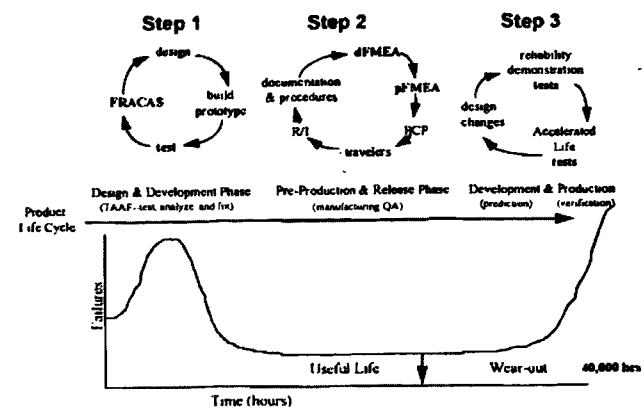 Step 1
Step 2
Step 3
design
build
prototype
test
FRACAS
dFMEA
pFMEA
PCP
travelers
R/I
documentation
& procedures
reliability
demonstration
tests
Accelerated
Life
tests
design
changes
Design & Development Phase
(TAAF-test, analyze and fix)
Pre-Production & Release Phase
(manufacturing QA)
Development & Production
(prediction)
(verification)
Product
Life Cycle
Failures
Useful Life
Wear-out
40,000 hrs
Time (hours)